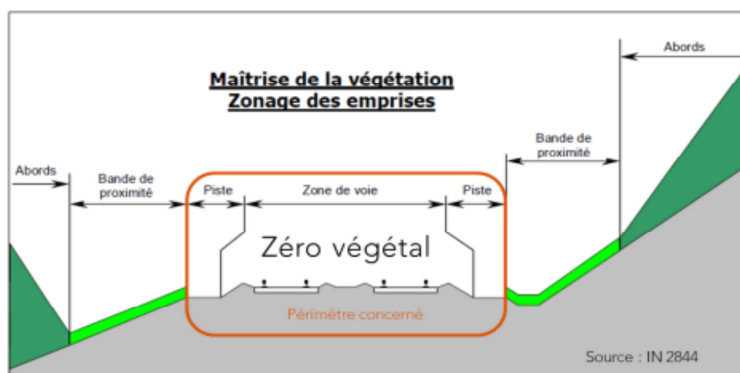 Maîtrise de la végétation
Zonage des emprises
Abords
Bande de
proximité
Abords
Bande de
proximité
Piste
Zone de voie
Piste
Zéro végétal
Périmètre concerné
Source : IN 2844